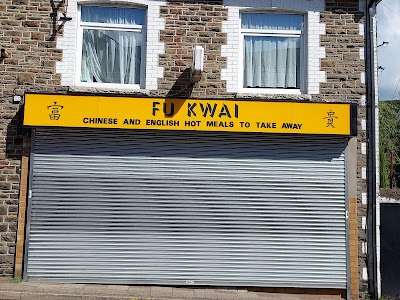 富 FU KWAI 貴
CHINESE AND ENGLISH HOT MEALS TO TAKE AWAY